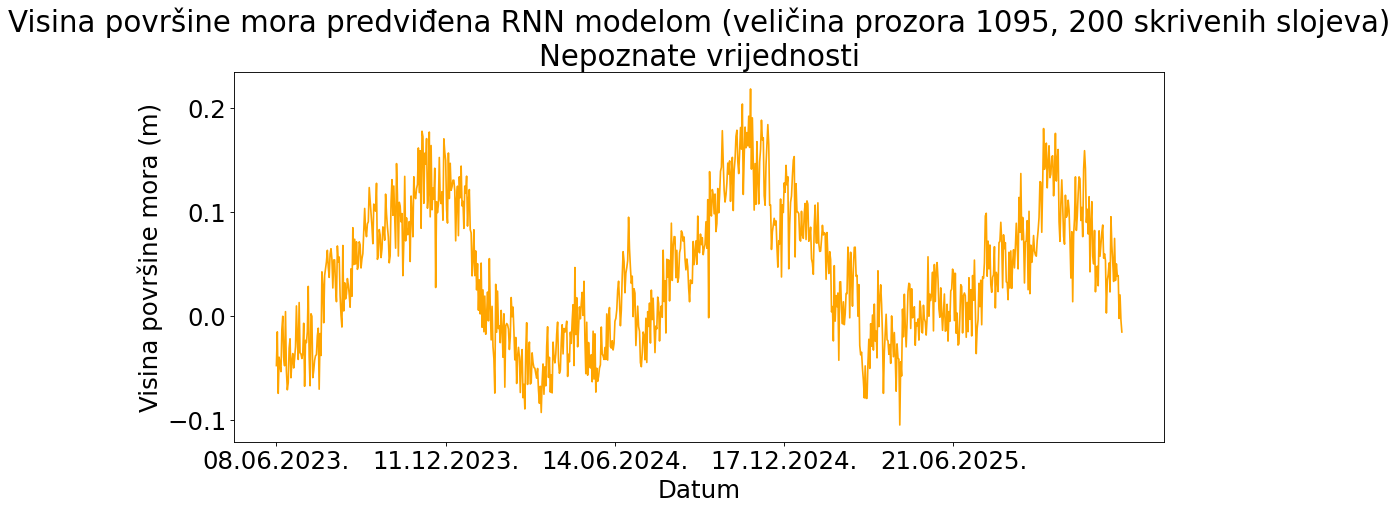 Visina površine mora predviđena RNN modelom (veličina prozora 1095, 200 skrivenih slojeva)
Nepoznate vrijednosti
Visina površine mora (m)
0.2
0.1
0.0
−0.1
08.06.2023. 11.12.2023. 14.06.2024. 17.12.2024. 21.06.2025.
Datum